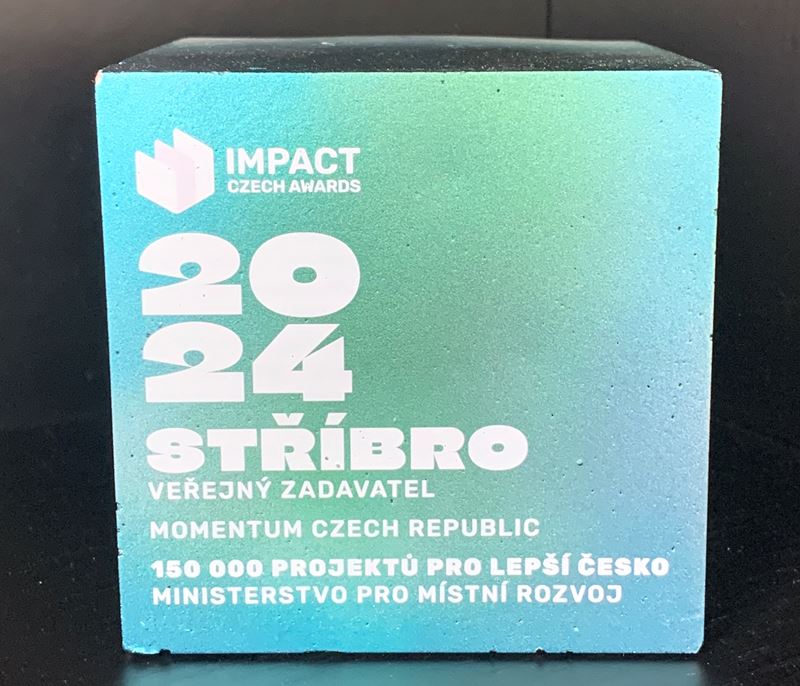 IMPACT
CZECH AWARDS
20
24
STŘÍBRO
VEŘEJNÝ ZADAVATEL
MOMENTUM CZECH REPUBLIC
150 000 PROJEKTŮ PRO LEPŠÍ ČESKO
MINISTERSTVO PRO MÍSTNÍ ROZVOJ